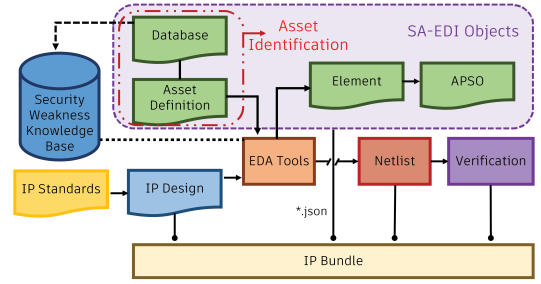 SA-EDI Objects
Asset
Identification
Database
Asset
Definition
Element
APSO
Security
Weakness
Knowledge
Base
EDA Tools
Netlist
Verification
IP Standards
IP Design
*.json
IP Bundle